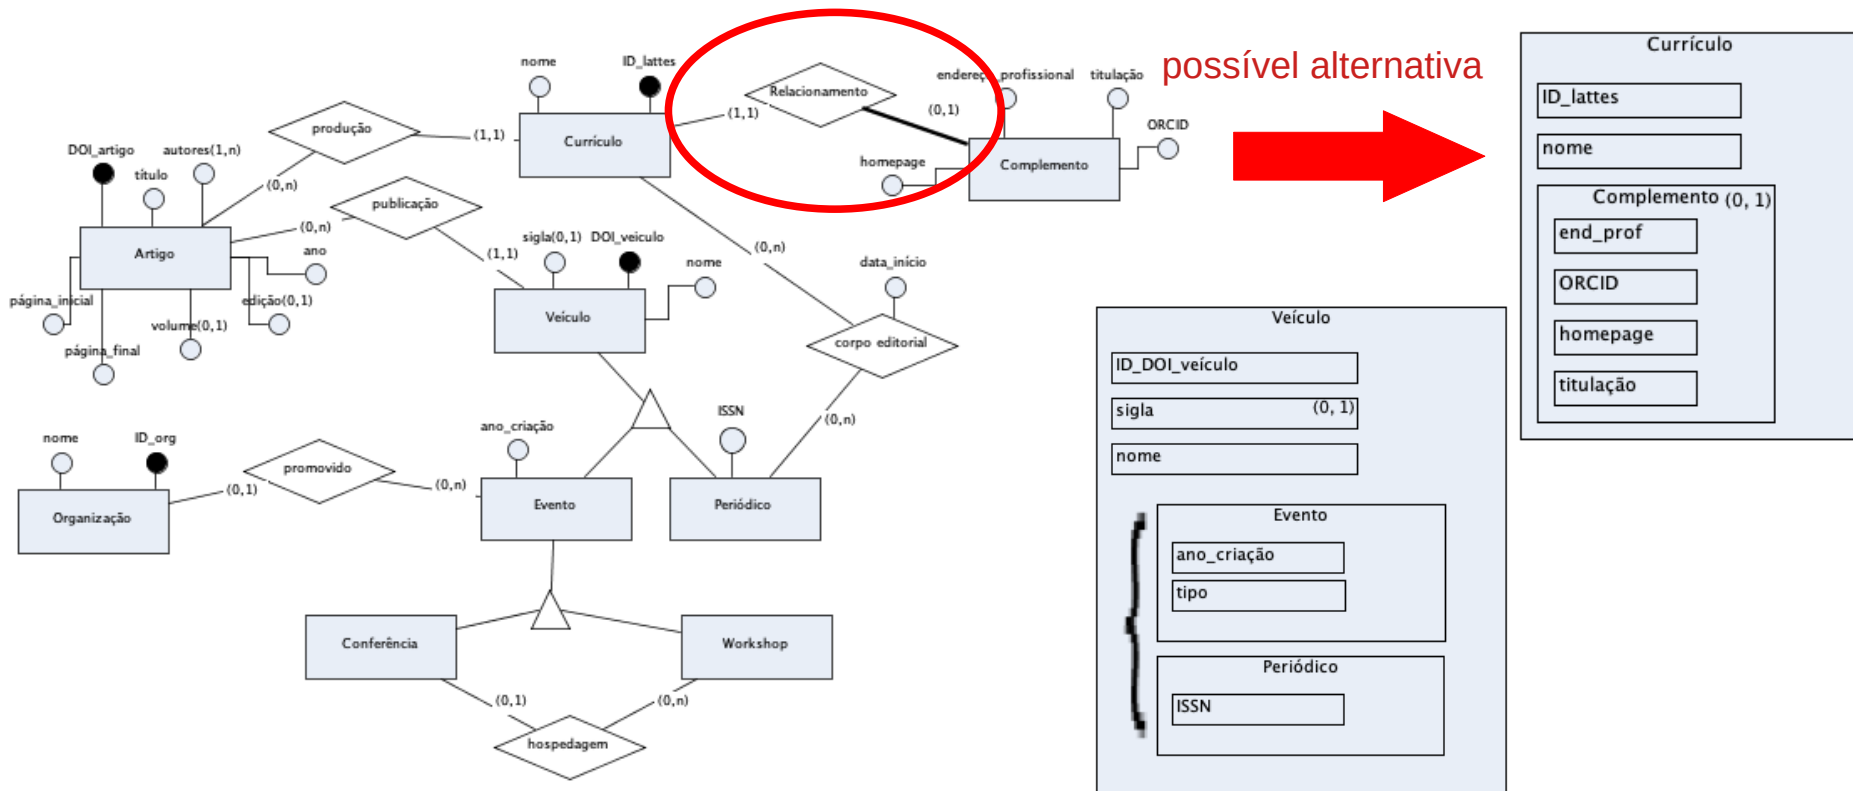 possível alternativa
nome
ID_lattes
Relacionamento
(1,1)
(0,1)
endereço_profissional
titulação
ORCID
homepage
Complemento
Currículo
produção
(1,1)
(0,n)
DOI_artigo
título
autores(1,n)
Artigo
ano
edição(0,1)
volume(0,1)
página_inicial
página_final
publicação
(0,n)
(1,1)
sigla(0,1)
DOI_veiculo
nome
Veículo
(0,n)
data_início
corpo editorial
(0,n)
ISSN
Periódico
ano_criação
Evento
nome
ID_org
Organização
(0,1)
promovido
(0,n)
Conferência
Workshop
(0,1)
(0,n)
hospedagem
Currículo
ID_lattes
nome
Complemento (0, 1)
end_prof
ORCID
homepage
titulação
Veículo
ID_DOI_veículo
sigla (0, 1)
nome
Evento
ano_criação
tipo
Periódico
ISSN